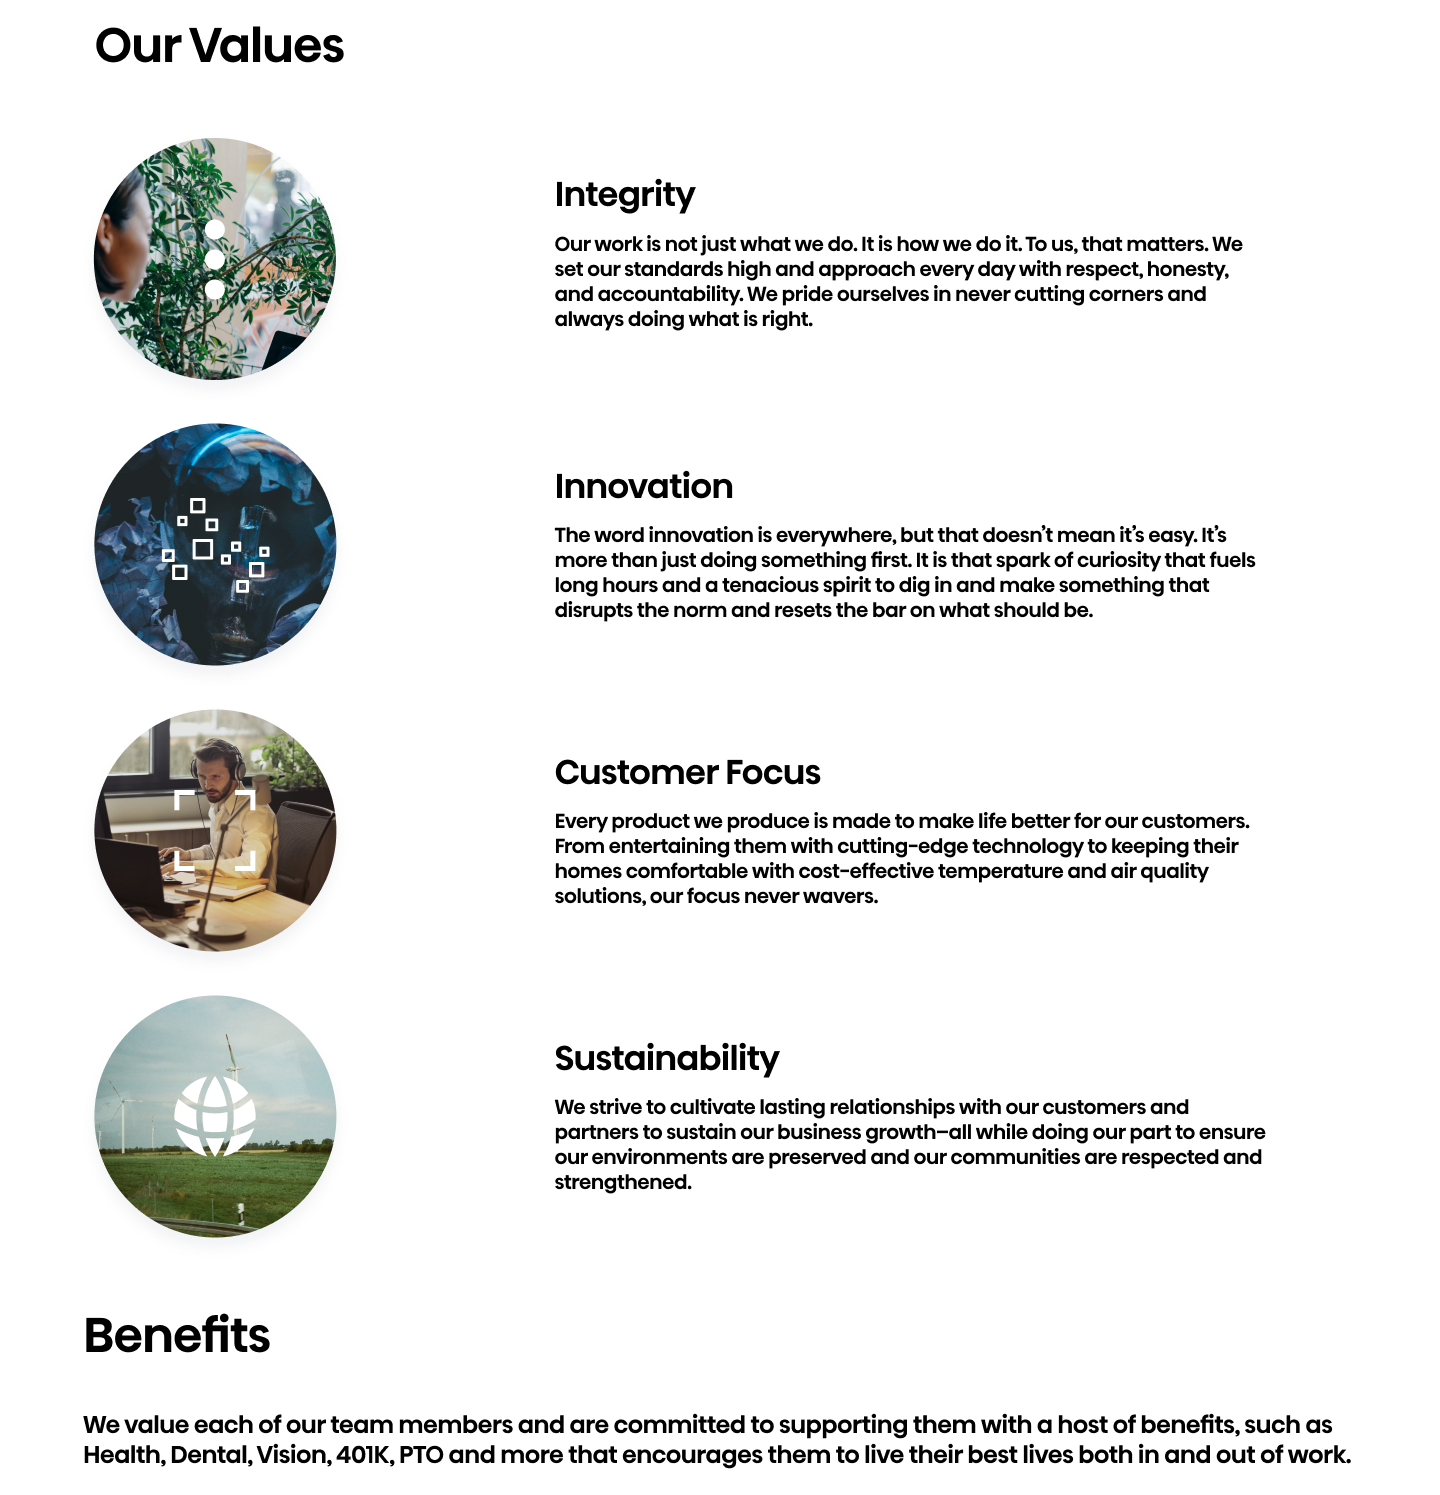 Our Values
Integrity
Our work is not just what we do. It is how we do it. To us, that matters. We
set our standards high and approach every day with respect, honesty,
and accountability. We pride ourselves in never cutting corners and
always doing what is right.
Innovation
The word innovation is everywhere, but that doesn’t mean it’s easy. It’s
more than just doing something first. It is that spark of curiosity that fuels
long hours and a tenacious spirit to dig in and make something that
disrupts the norm and resets the bar on what should be.
Customer Focus
Every product we produce is made to make life better for our customers.
From entertaining them with cutting-edge technology to keeping their
homes comfortable with cost-effective temperature and air quality
solutions, our focus never wavers.
Sustainability
We strive to cultivate lasting relationships with our customers and
partners to sustain our business growth–all while doing our part to ensure
our environments are preserved and our communities are respected and
strengthened.
Benefits
We value each of our team members and are committed to supporting them with a host of benefits, such as
Health, Dental, Vision, 401K, PTO and more that encourages them to live their best lives both in and out of work.